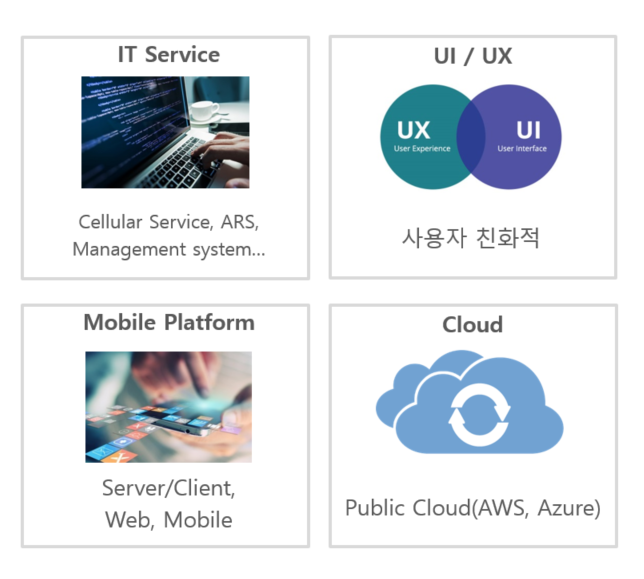 IT Service
Cellular Service, ARS,
Management system...
UI / UX
UX
User Experience
UI
User Interface
사용자 친화적
Mobile Platform
Server/Client,
Web, Mobile
Cloud
Public Cloud(AWS, Azure)